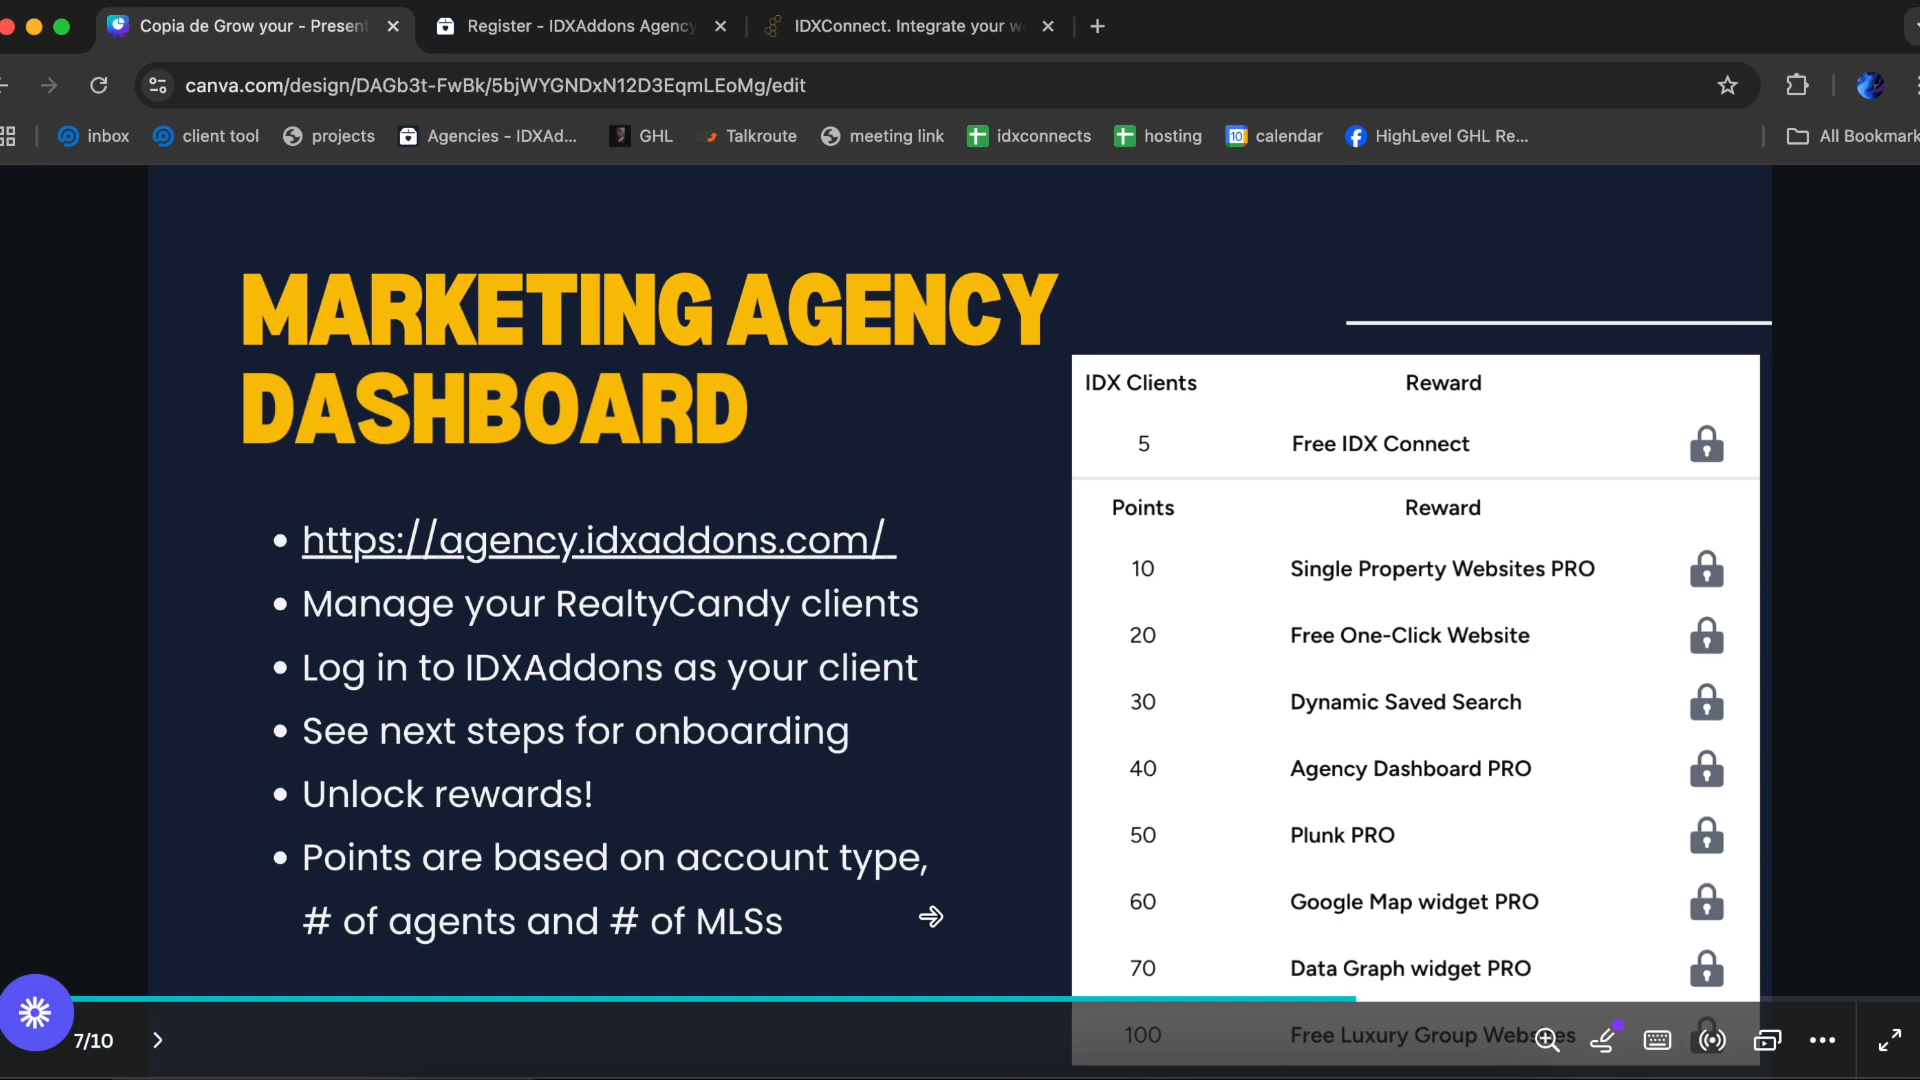 Copia de Grow your - Present
Register - IDXAddons Agency
IDXConnect. Integrate your w
canva.com/design/DAGb3t-FwBk/5bjWYGNDxN12D3EqmLEoMg/edit
inbox
client tool
projects
Agencies - IDXAd...
GHL
Talkroute
meeting link
idxconnects
hosting
10
calendar
HighLevel GHL Re...
All Bookmark
MARKETING AGENCY
DASHBOARD
• https://agency.idxaddons.com/
• Manage your RealtyCandy clients
• Log in to IDXAddons as your client
• See next steps for onboarding
• Unlock rewards!
• Points are based on account type,
# of agents and # of MLSs
IDX Clients Reward
5 Free IDX Connect
Points Reward
10 Single Property Websites PRO
20 Free One-Click Website
30 Dynamic Saved Search
40 Agency Dashboard PRO
50 Plunk PRO
60 Google Map widget PRO
70 Data Graph widget PRO
100 Free Luxury Group Websites
7/10